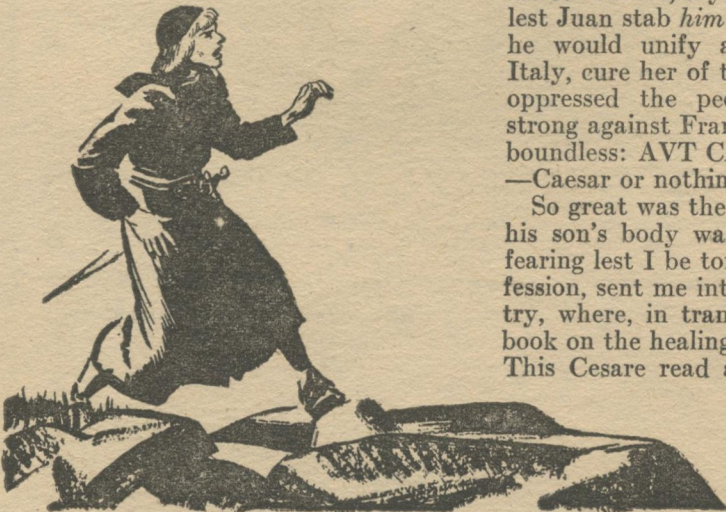 lest Juan stab him
he would unify a
Italy, cure her of t
oppressed the pe
strong against Fran
boundless: AVT C
—Caesar or nothin
So great was the
his son's body wa
fearing lest I be to
fession, sent me int
try, where, in tran
book on the healing
This Cesare read a